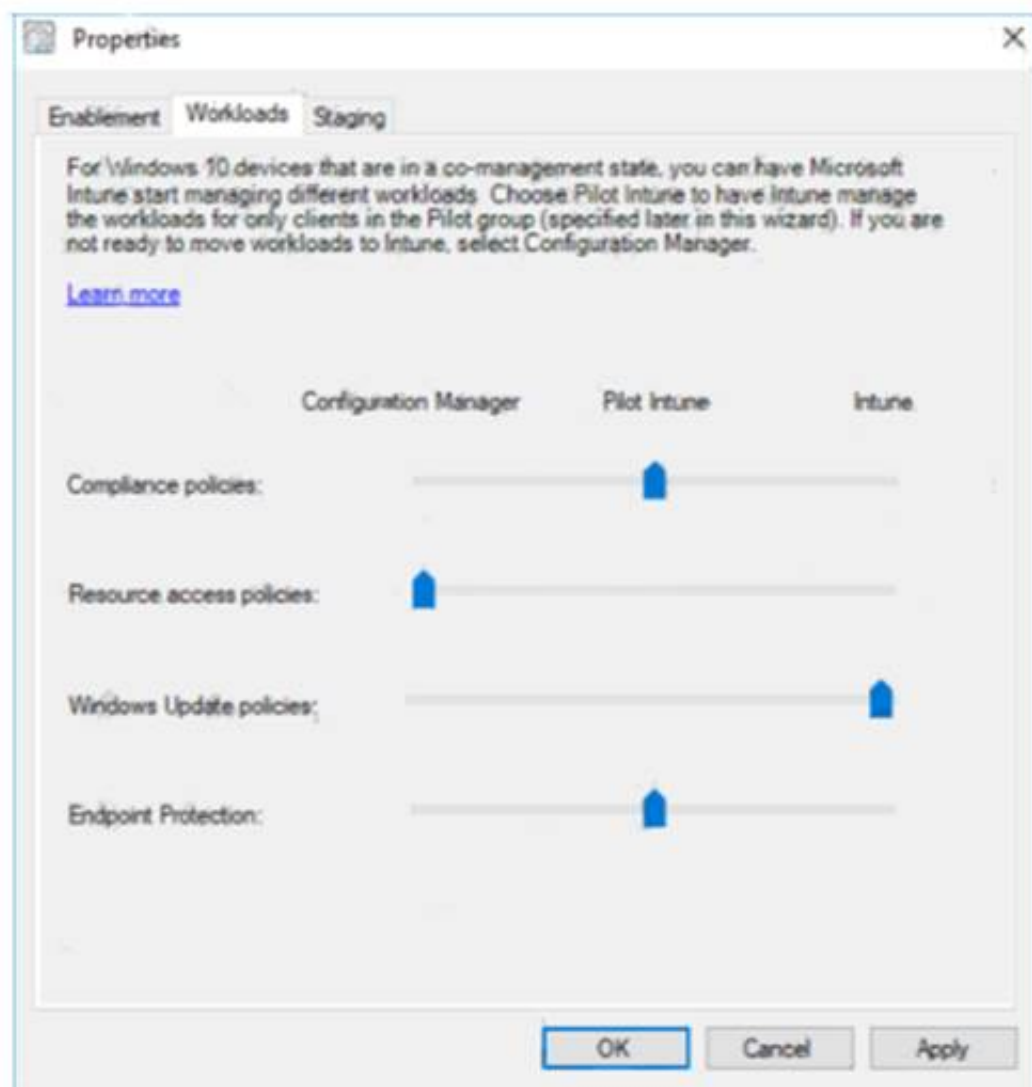 Properties
Enablement Workloads Staging
For Windows 10 devices that are in a co-management state, you can have Microsoft
Intune start managing different workloads. Choose Pilot Intune to have Intune manage
the workloads for only clients in the Pilot group (specified later in this wizard). If you are
not ready to move workloads to Intune, select Configuration Manager.
Learn more
Configuration Manager Pilot Intune Intune
Compliance policies:
Resource access policies:
Windows Update policies:
Endpoint Protection:
OK Cancel Apply